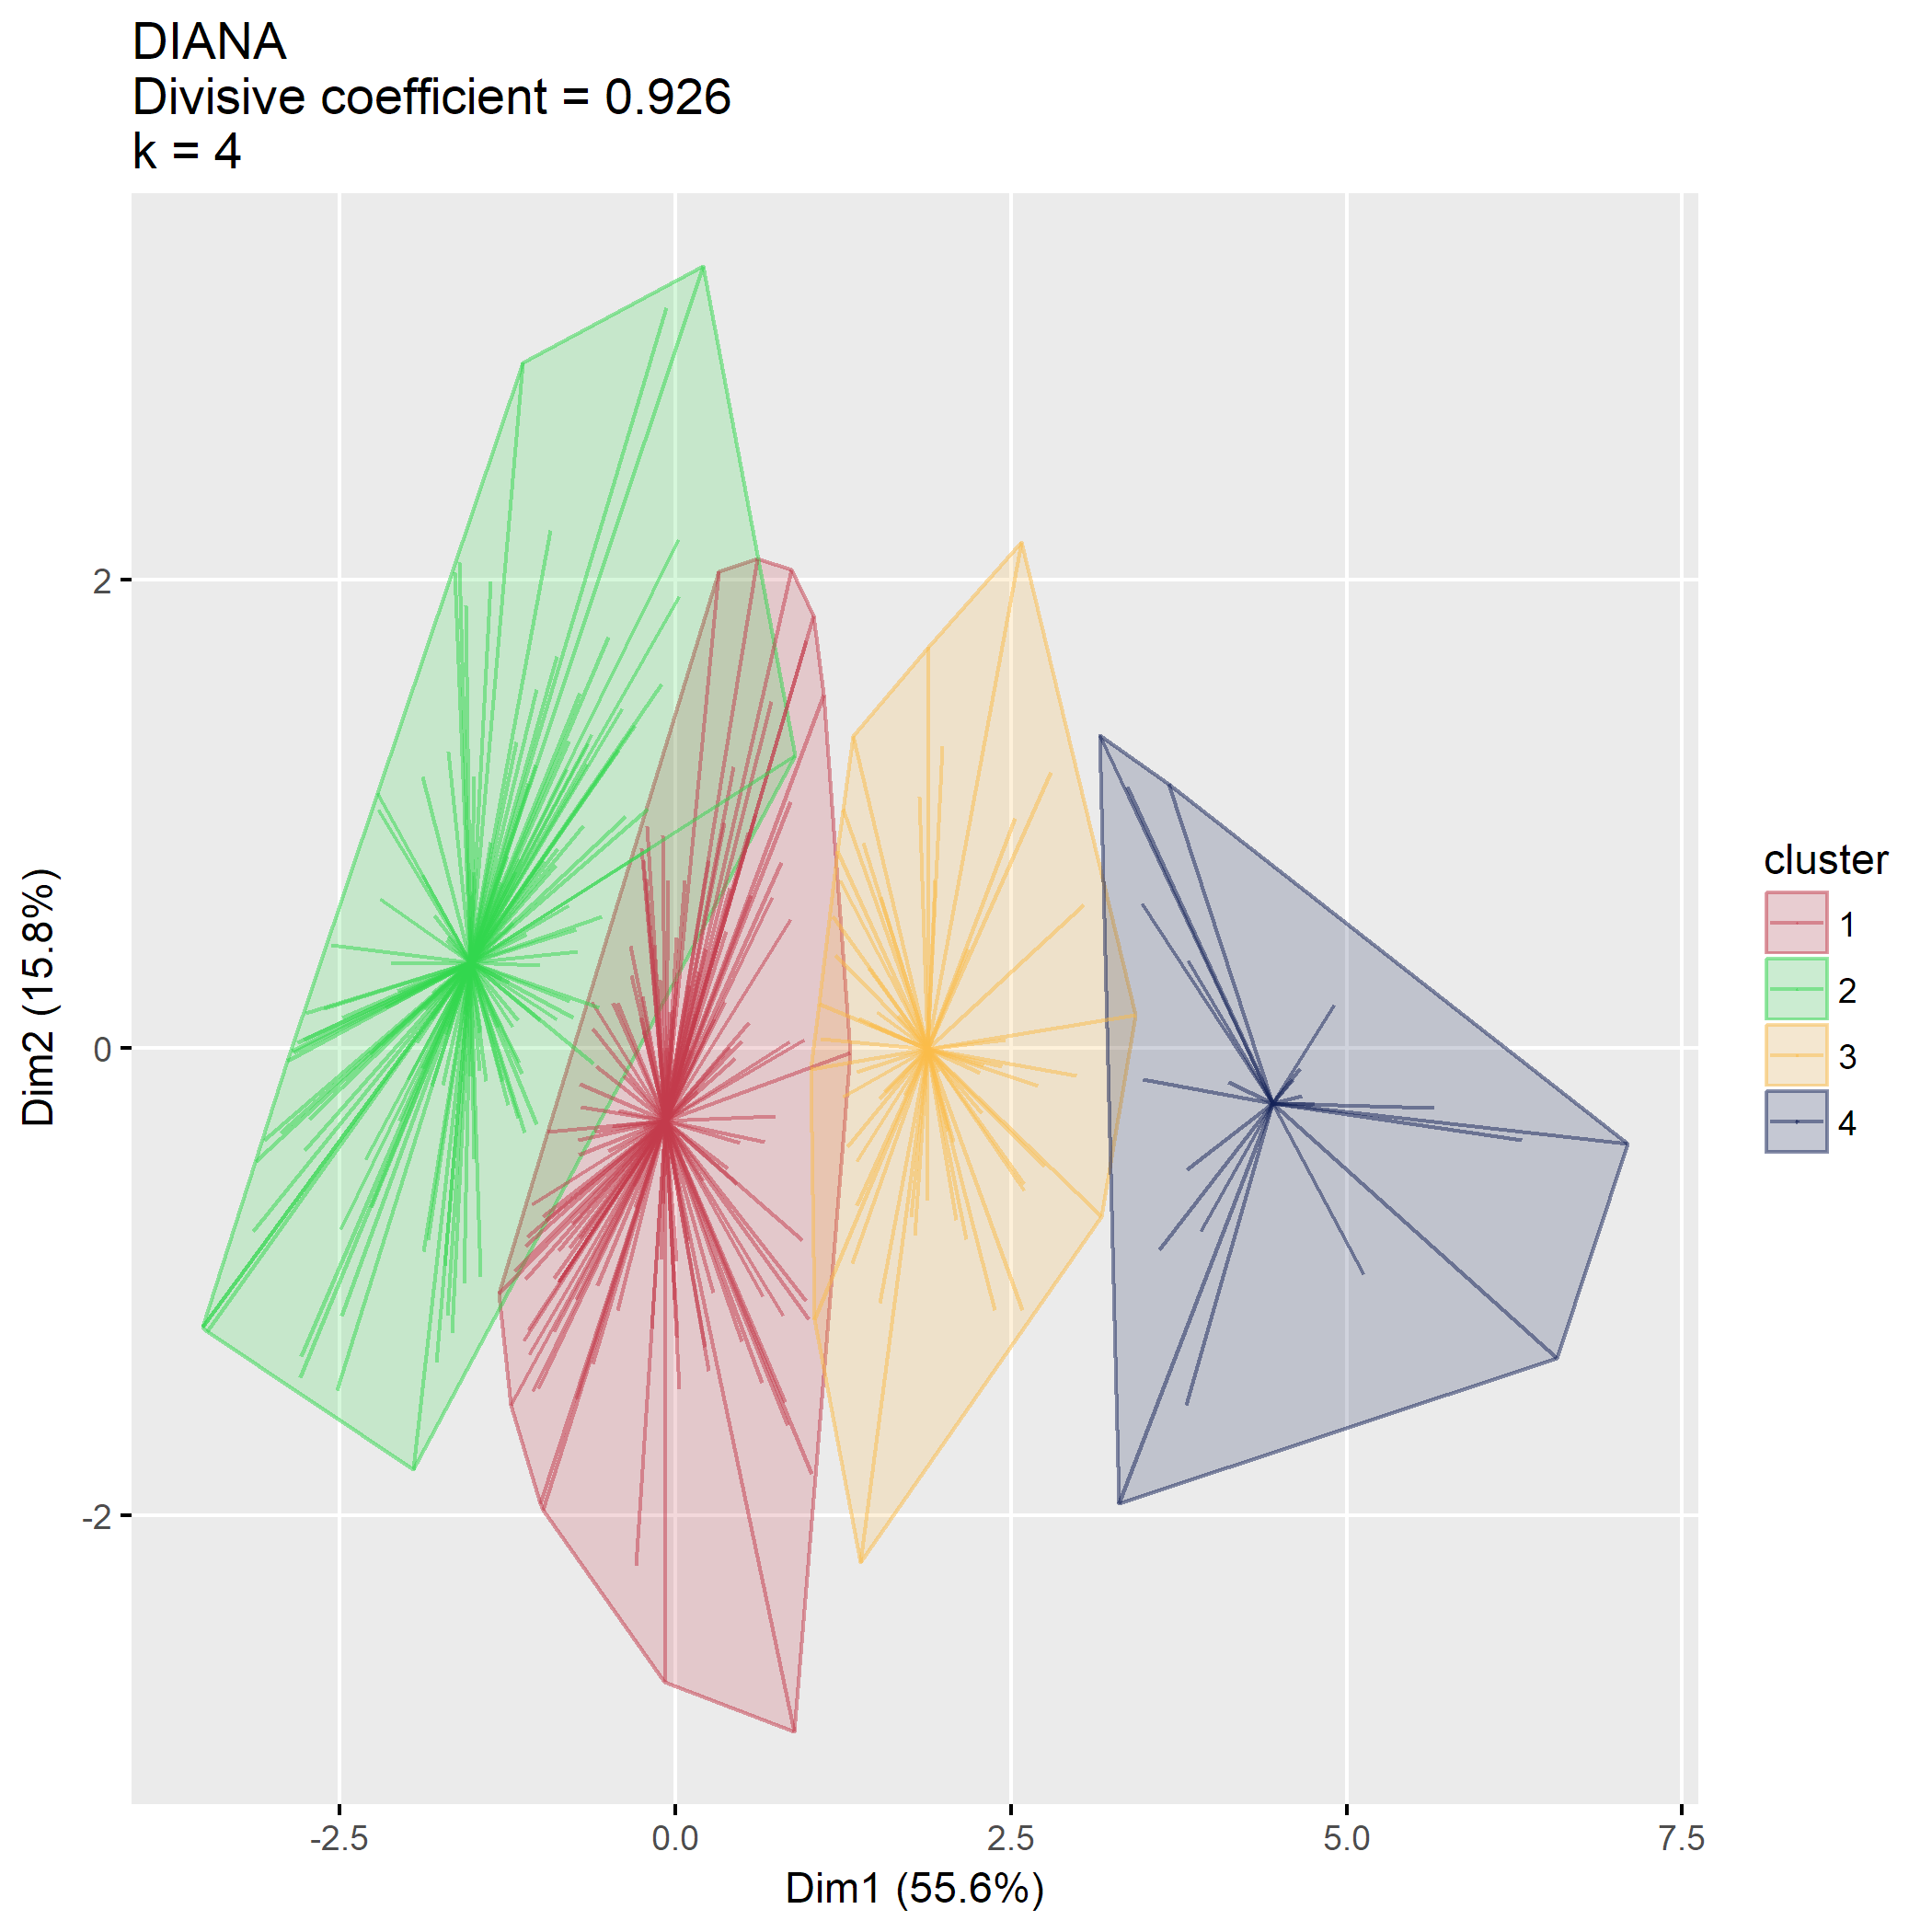 DIANA
Divisive coefficient = 0.926
k = 4
2
0
-2
Dim2 (15.8%)
-2.5 0.0 2.5 5.0 7.5
Dim1 (55.6%)
cluster
1
2
3
4